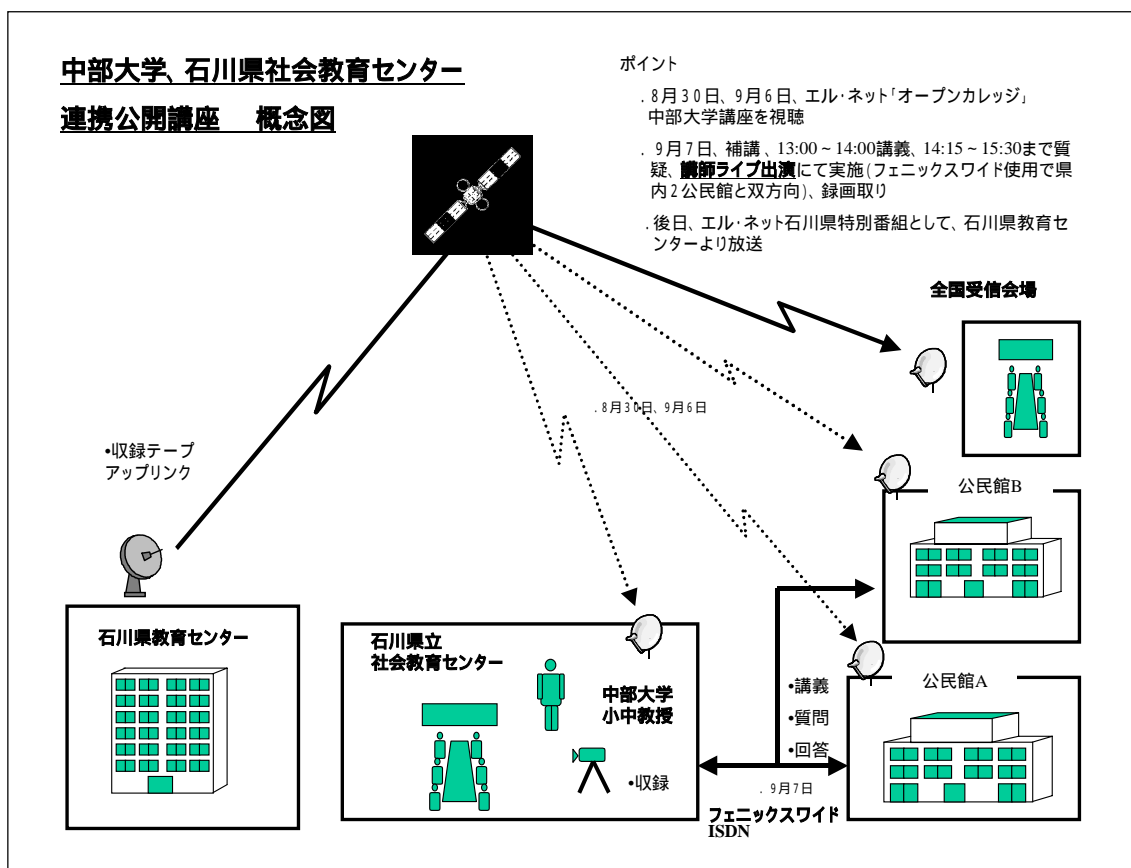 中部大学、石川県社会教育センター
連携公開講座　概念図
ポイント
．8月30日、9月6日、エル・ネット「オープンカレッジ」
中部大学講座を視聴
．9月7日、補講、13:00～14:00講義、14:15～15:30まで質
疑、講師ライブ出演にて実施(フェニックスワイド使用で県
内2公民館と双方向)、録画取り
．後日、エル・ネット石川県特別番組として、石川県教育セ
ンターより放送
全国受信会場
．8月30日、9月6日
•収録テープ
アップリンク
公民館B
石川県教育センター
石川県立
社会教育センター
中部大学
小中教授
•収録
公民館A
•講義
•質問
•回答
．9月7日
フェニックスワイド
ISDN